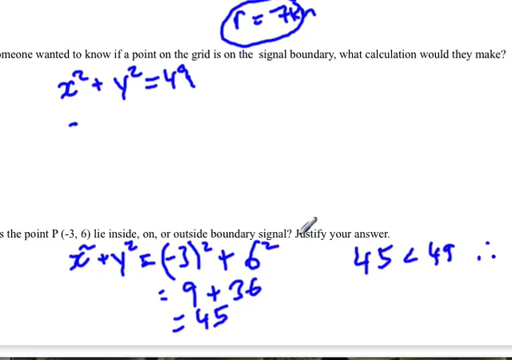 r = 7km
omeone wanted to know if a point on the grid is on the signal boundary, what calculation would they make?
x² + y² = 49
=
s the point P (-3, 6) lie inside, on, or outside boundary signal? Justify your answer.
x² + y² = (-3)² + 6²
= 9 + 36
= 45
45 < 49 ∴